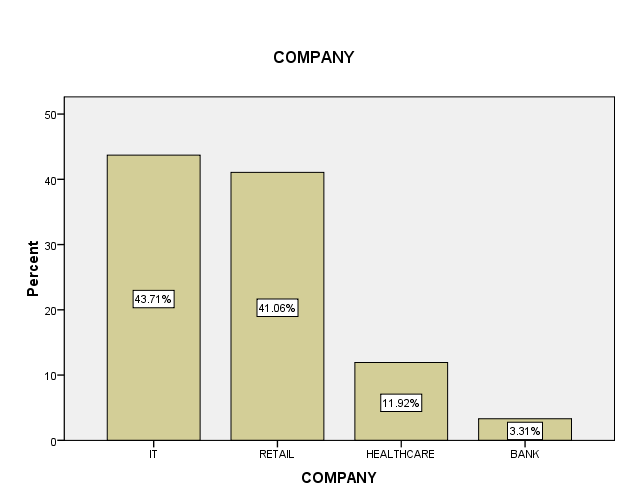 COMPANY
50
40
30
20
10
0
Percent
43.71%
41.06%
11.92%
3.31%
IT RETAIL HEALTHCARE BANK
COMPANY